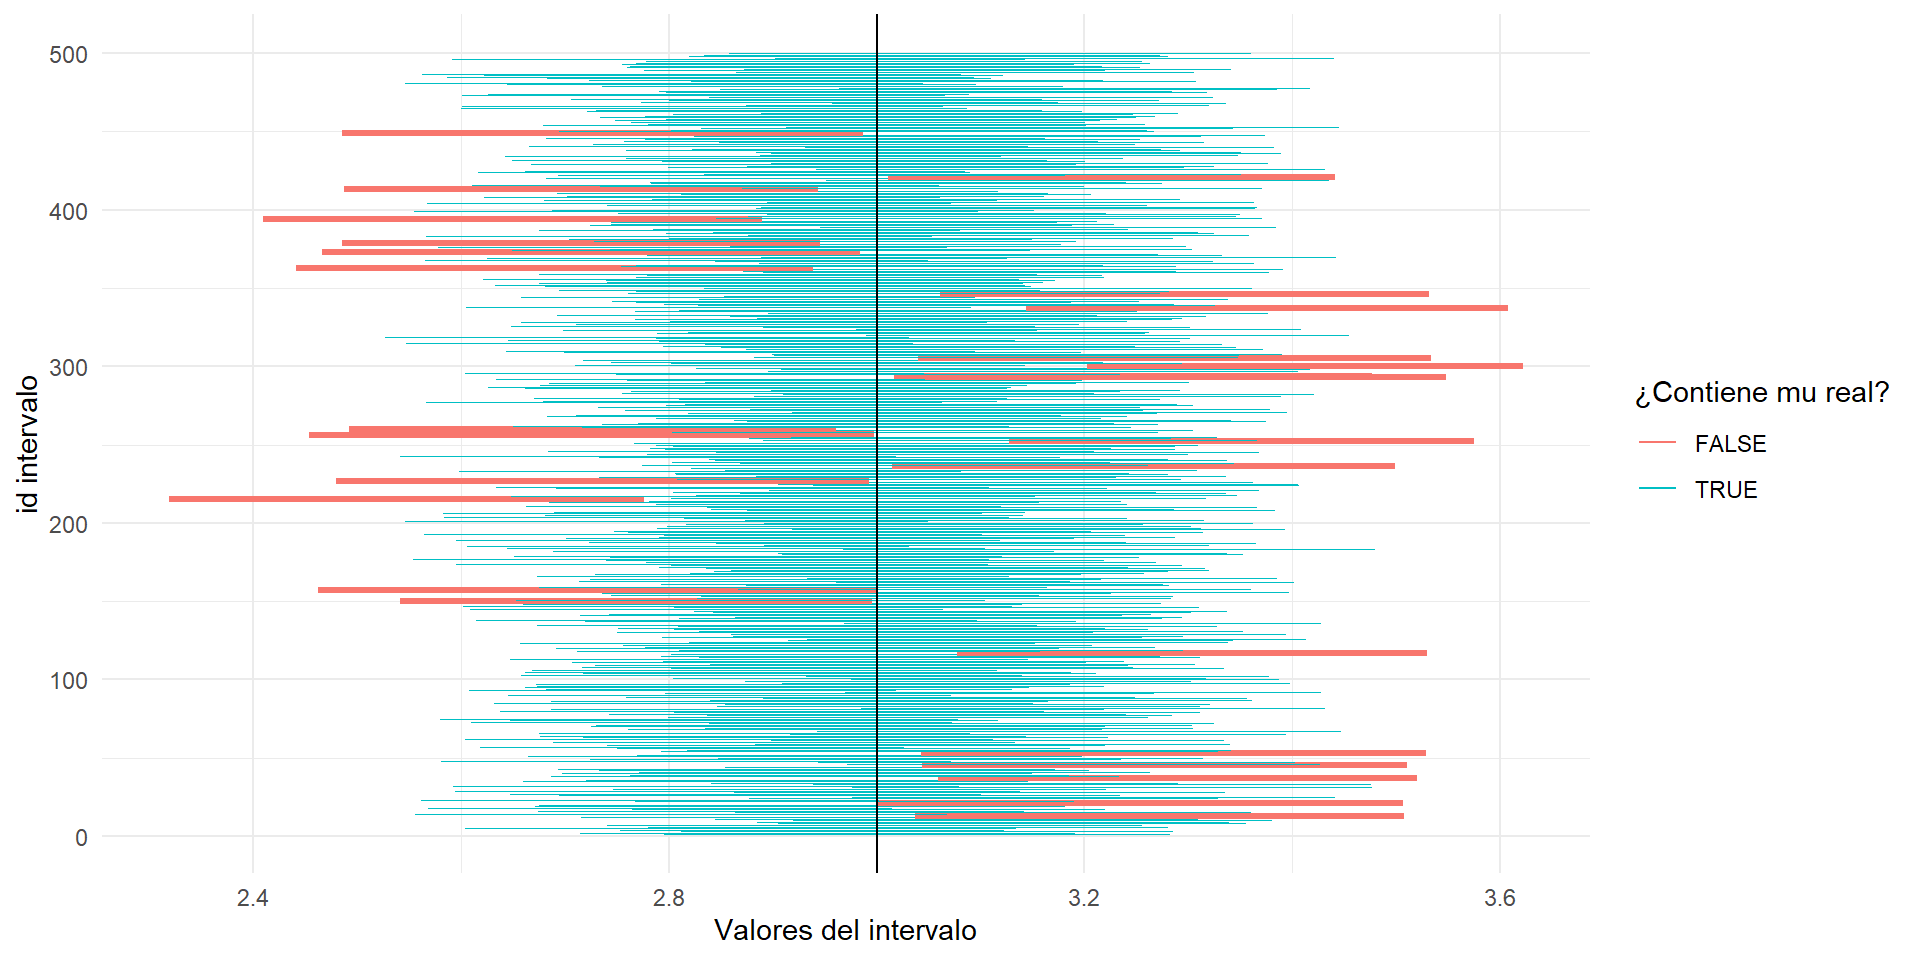 500
400
300
200
100
0
id intervalo
2.4 2.8 3.2 3.6
Valores del intervalo
¿Contiene mu real?
FALSE
TRUE